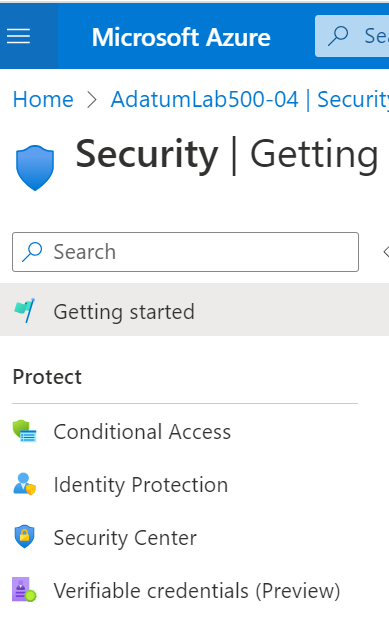 Microsoft Azure
Home > AdatumLab500-04 | Security
Security | Getting
Search
Getting started
Protect
Conditional Access
Identity Protection
Security Center
Verifiable credentials (Preview)